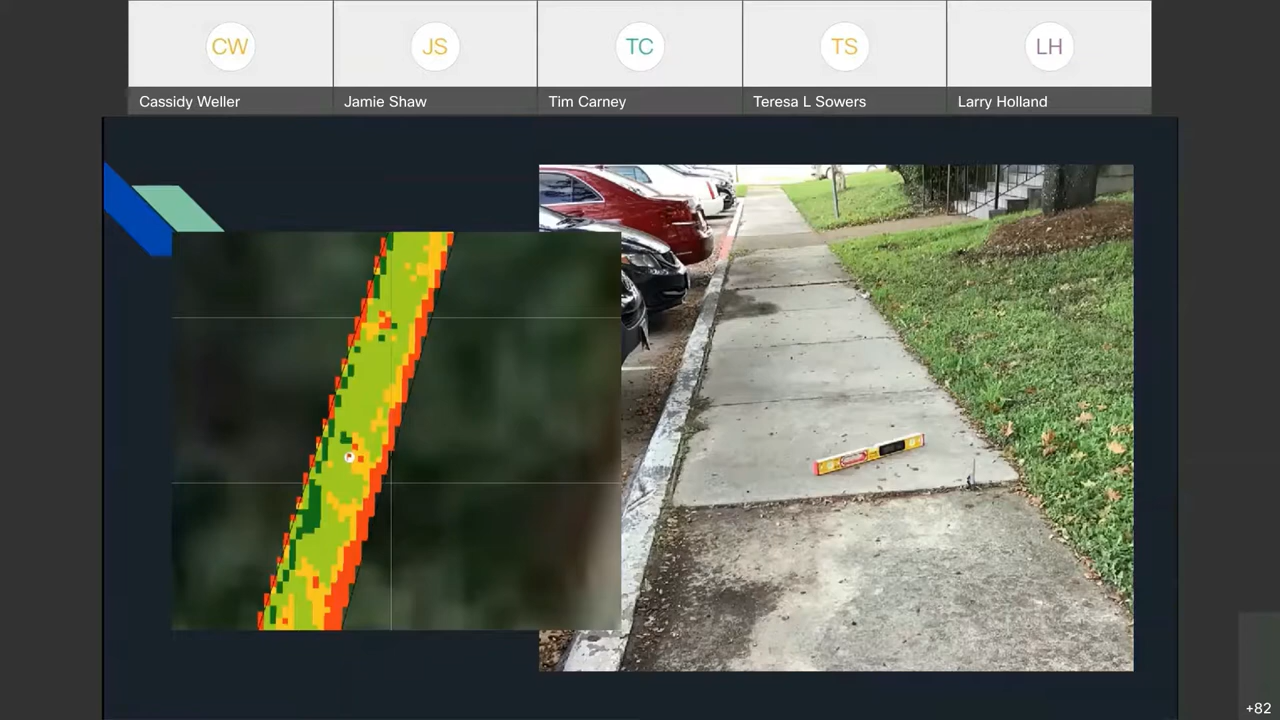 CW
JS
TC
TS
LH
Cassidy Weller
Jamie Shaw
Tim Carney
Teresa L Sowers
Larry Holland
+82